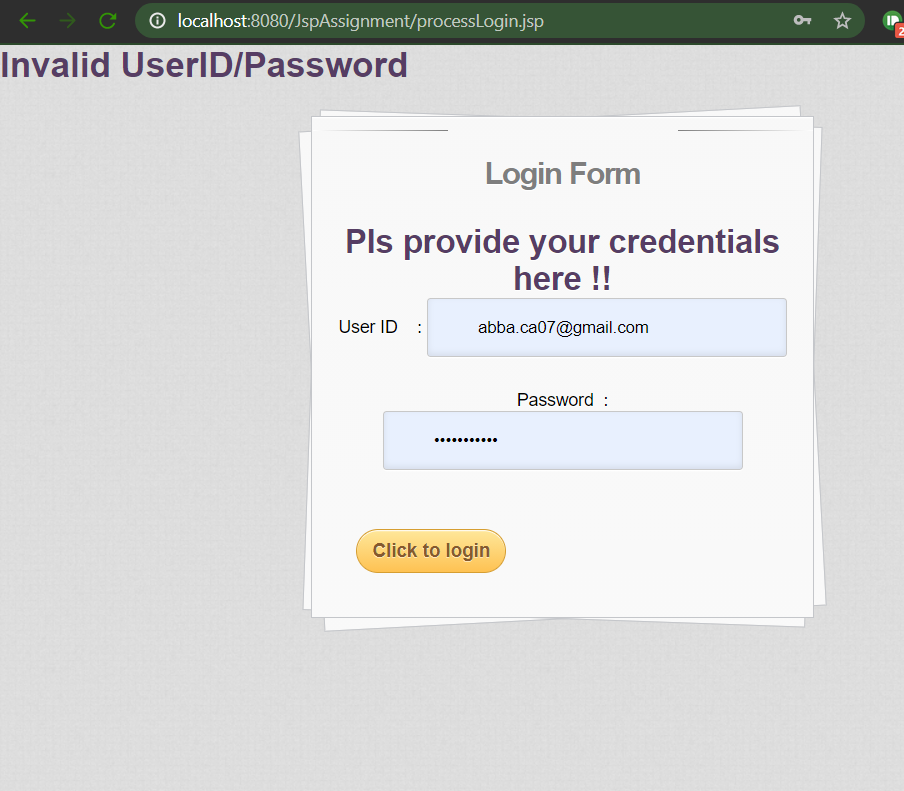 localhost:8080/JspAssignment/processLogin.jsp
2
Invalid UserID/Password
Login Form
Pls provide your credentials
here !!
User ID : abba.ca07@gmail.com
Password :
•••••••••••
Click to login